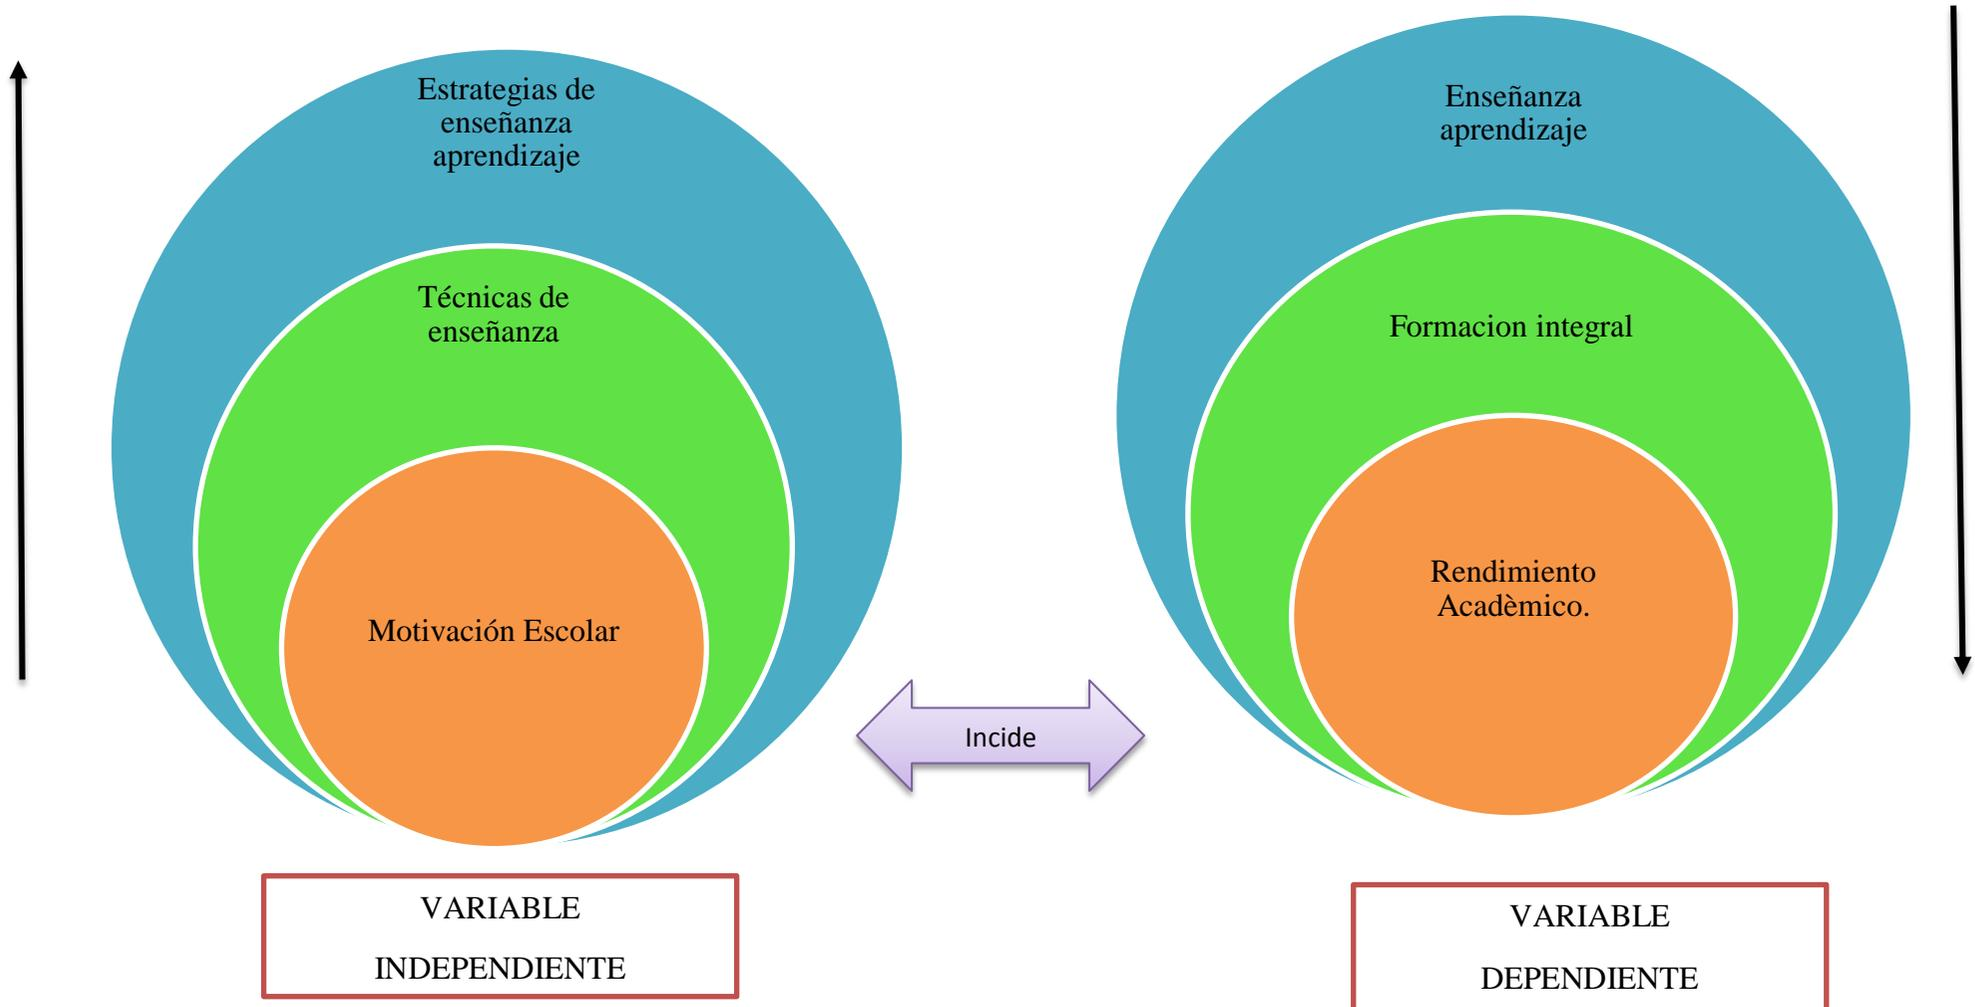 Estrategias de
enseñanza
aprendizaje
Técnicas de
enseñanza
Motivación Escolar
Enseñanza
aprendizaje
Formacion integral
Rendimiento
Acadèmico.
Incide
VARIABLE
INDEPENDIENTE
VARIABLE
DEPENDIENTE